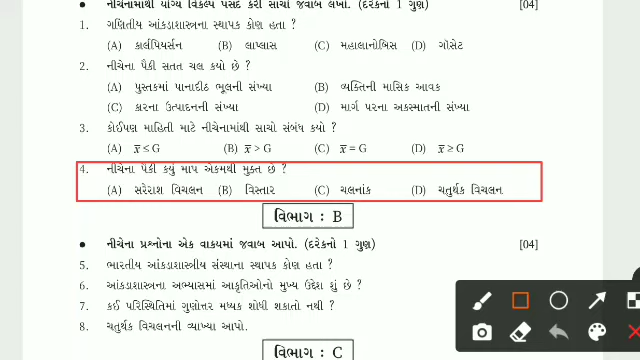 • નીચેનામાંથી યોગ્ય વિકલ્પ પસંદ કરી સાચો જવાબ લખો. (દરેકનો 1 ગુણ) [04]
1. ગણિતીય આંકડાશાસ્ત્રના સ્થાપક કોણ હતા ?
(A) કાર્લપિયર્સન (B) લાપ્લાસ (C) મહાલાનોબિસ (D) ગૉસેટ
2. નીચેના પૈકી સતત ચલ કયો છે ?
(A) પુસ્તકમાં પાનાદીઠ ભૂલની સંખ્યા (B) વ્યક્તિની માસિક આવક
(C) કારના ઉત્પાદનની સંખ્યા (D) માર્ગ પરના અકસ્માતની સંખ્યા
3. કોઈપણ માહિતી માટે નીચેનામાંથી સાચો સંબંધ કયો ?
(A) x̅ ≤ G (B) x̅ > G (C) x̅ = G (D) x̅ ≥ G
4. નીચેના પૈકી કયું માપ એકમથી મુક્ત છે ?
(A) સરેરાશ વિચલન (B) વિસ્તાર (C) ચલનાંક (D) ચતુર્થક વિચલન
વિભાગ : B
• નીચેના પ્રશ્નોના એક વાક્યમાં જવાબ આપો. (દરેકનો 1 ગુણ) [04]
5. ભારતીય આંકડાશાસ્ત્રીય સંસ્થાના સ્થાપક કોણ હતા ?
6. આંકડાશાસ્ત્રના અભ્યાસમાં આકૃતિઓનો મુખ્ય ઉદ્દેશ શું છે ?
7. કઈ પરિસ્થિતિમાં ગુણોત્તર મધ્યક શોધી શકાતો નથી ?
8. ચતુર્થક વિચલનની વ્યાખ્યા આપો.
વિભાગ : C